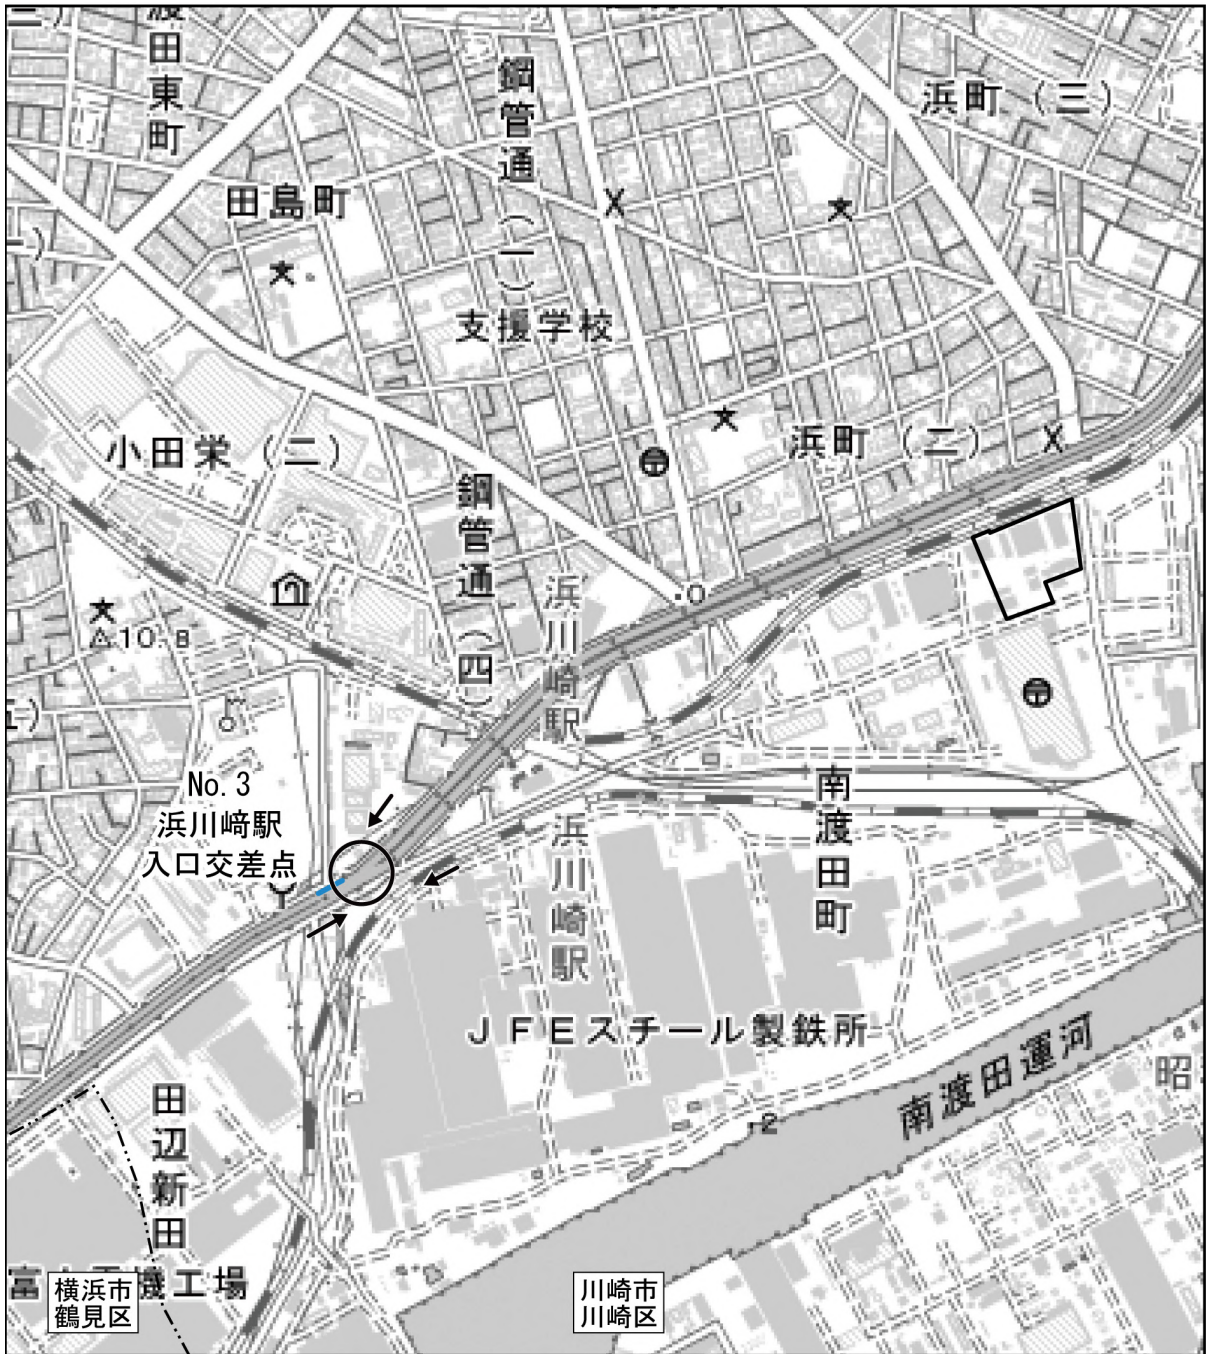 渡田東町
鋼管通(一)
浜町(三)
田島町
支援学校
小田栄(二)
浜町(二)
鋼管通(四)
浜川崎駅
.0
△10.8
No.3
浜川崎駅
入口交差点
南渡田町
浜川崎駅
JFEスチール製鉄所
南渡田運河
昭
-2
田辺新田
横浜市
鶴見区
機工場
川崎市
川崎区